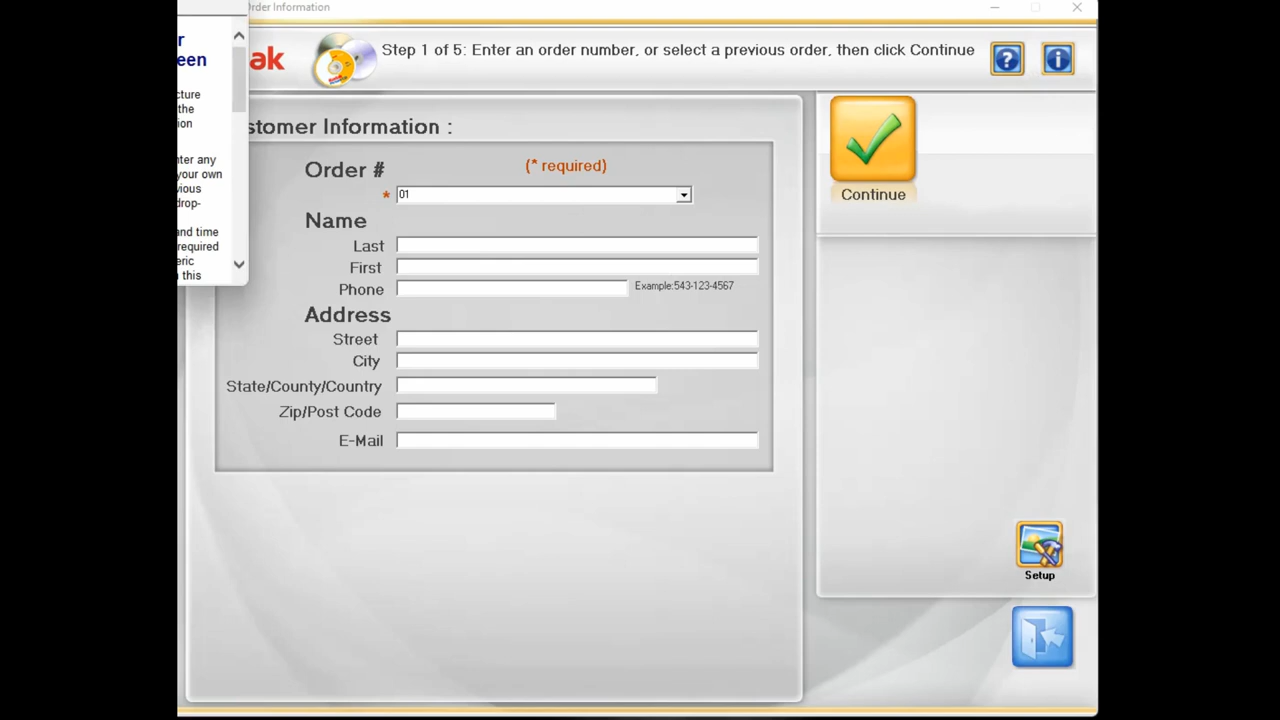 Order Information
r
een
cture
the
ion
nter any
your own
vious
drop-
and time
required
eric
n this
ak
Step 1 of 5: Enter an order number, or select a previous order, then click Continue
stomer Information :
Order #
(* required)
* 01
Name
Last
First
Phone
Example:543-123-4567
Address
Street
City
State/County/Country
Zip/Post Code
E-Mail
Continue
Setup